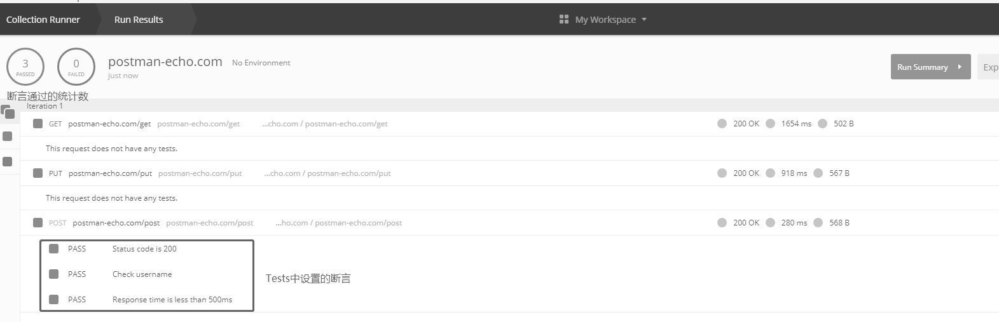 Collection Runner
Run Results
My Workspace
3
PASSED
0
FAILED
postman-echo.com
No Environment
just now
Run Summary
Exp
断言通过的统计数
Iteration 1
GET postman-echo.com/get postman-echo.com/get ...cho.com / postman-echo.com/get 200 OK 1654 ms 502 B
This request does not have any tests.
PUT postman-echo.com/put postman-echo.com/put ...cho.com / postman-echo.com/put 200 OK 918 ms 567 B
This request does not have any tests.
POST postman-echo.com/post postman-echo.com/post ...ho.com / postman-echo.com/post 200 OK 280 ms 568 B
PASS Status code is 200
PASS Check username
Tests中设置的断言
PASS Response time is less than 500ms